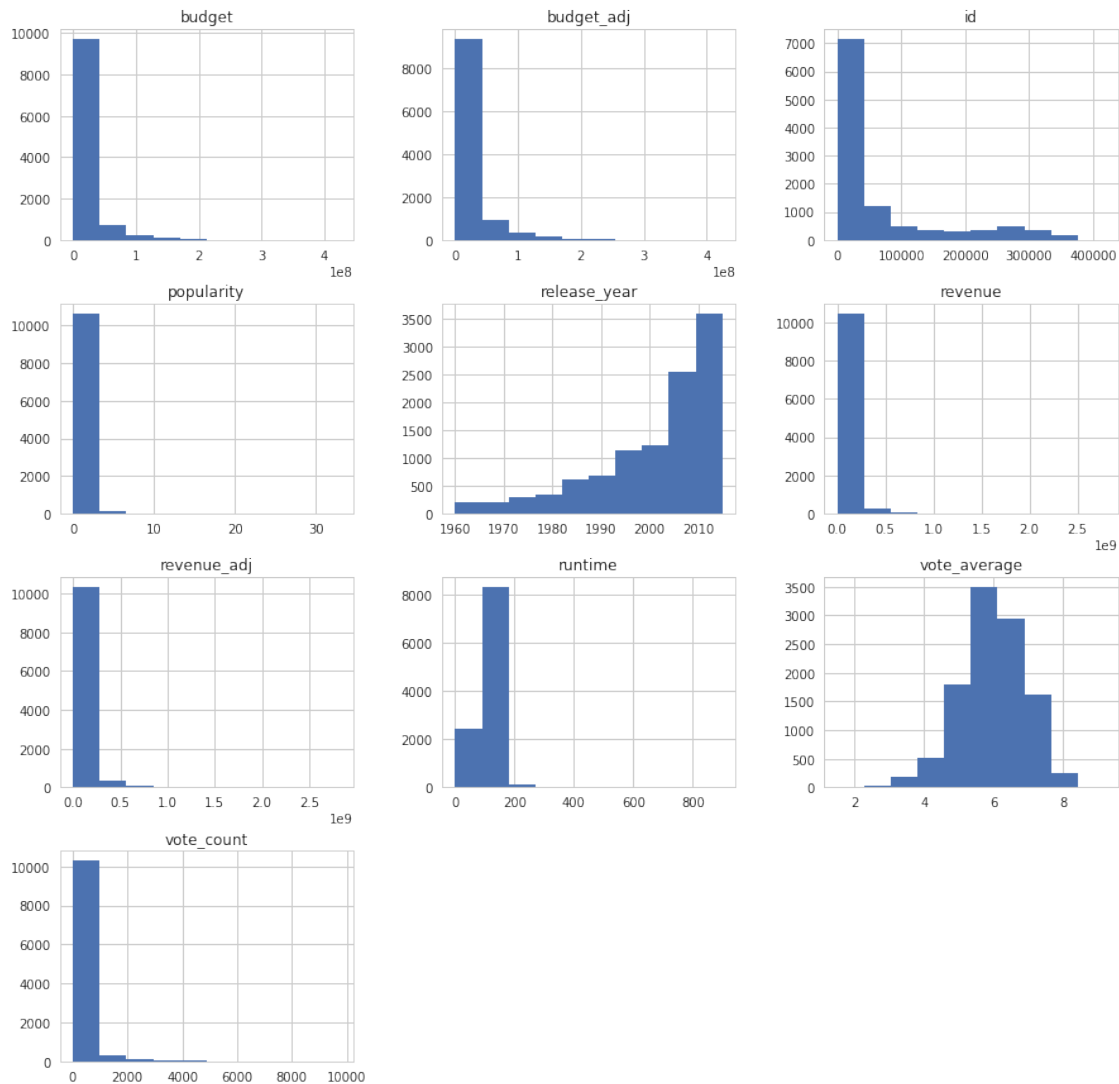 budget
10000
8000
6000
4000
2000
0
0 1 2 3 4
1e8
budget_adj
8000
6000
4000
2000
0
0 1 2 3 4
1e8
id
7000
6000
5000
4000
3000
2000
1000
0
0 100000 200000 300000 400000
popularity
10000
8000
6000
4000
2000
0
0 10 20 30
release_year
3500
3000
2500
2000
1500
1000
500
0
1960 1970 1980 1990 2000 2010
revenue
10000
8000
6000
4000
2000
0
0.0 0.5 1.0 1.5 2.0 2.5
1e9
revenue_adj
10000
8000
6000
4000
2000
0
0.0 0.5 1.0 1.5 2.0 2.5
1e9
runtime
8000
6000
4000
2000
0
0 200 400 600 800
vote_average
3500
3000
2500
2000
1500
1000
500
0
2 4 6 8
vote_count
10000
8000
6000
4000
2000
0
0 2000 4000 6000 8000 10000